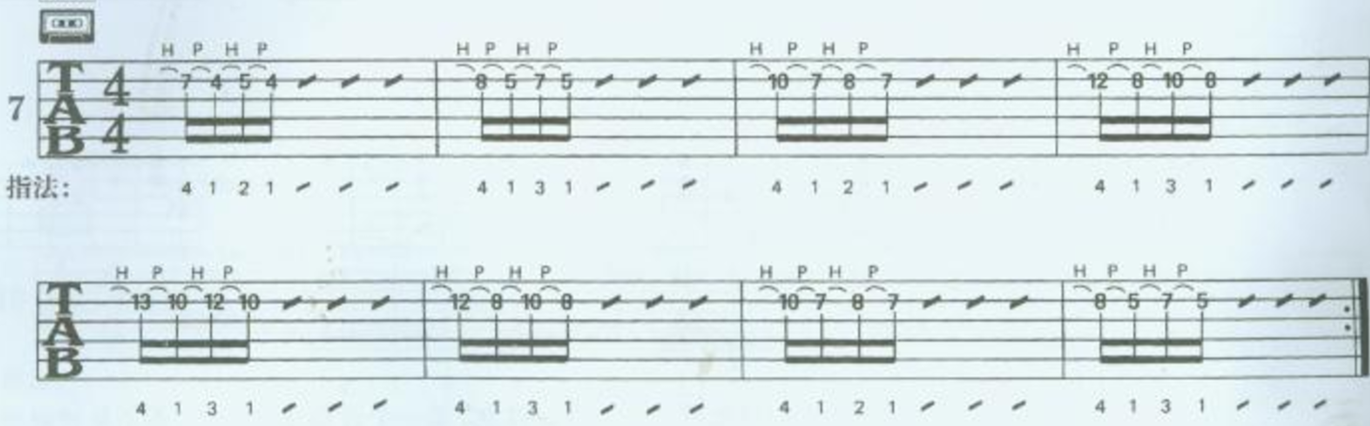 H P H P H P H P H P H P H P H P
TAB 4/4 7 4 5 4 8 5 7 5 10 7 8 7 12 8 10 8
7
指法: 4 1 2 1 4 1 3 1 4 1 2 1 4 1 3 1
H P H P H P H P H P H P H P H P
TAB 13 10 12 10 12 8 10 8 10 7 8 7 8 5 7 5
4 1 3 1 4 1 3 1 4 1 2 1 4 1 3 1